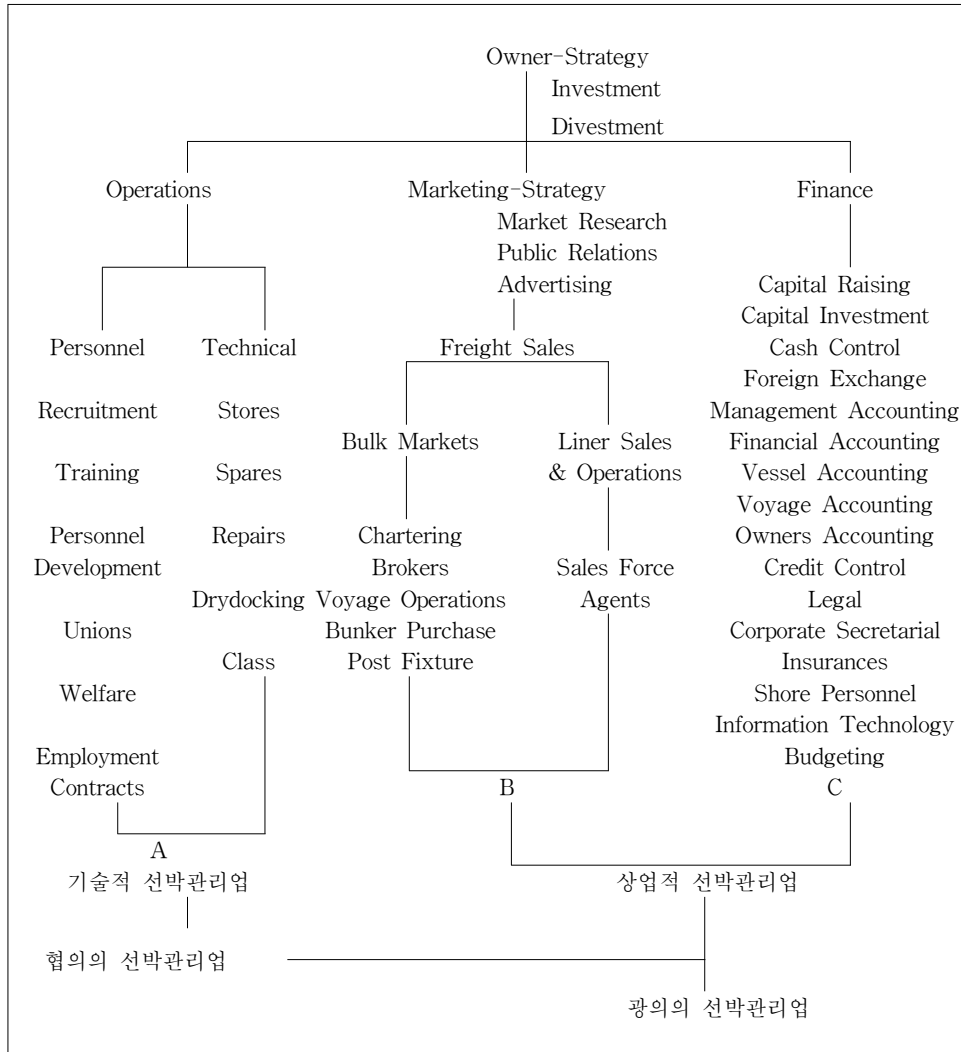 Owner-Strategy
Investment
Divestment
Operations
Marketing-Strategy
Finance
Market Research
Public Relations
Advertising
Personnel
Recruitment
Training
Personnel
Development
Unions
Welfare
Employment
Contracts
Technical
Stores
Spares
Repairs
Drydocking
Class
A
기술적 선박관리업
협의의 선박관리업
Freight Sales
Bulk Markets
Chartering
Brokers
Voyage Operations
Bunker Purchase
Post Fixture
Liner Sales
& Operations
Sales Force
Agents
B
Capital Raising
Capital Investment
Cash Control
Foreign Exchange
Management Accounting
Financial Accounting
Vessel Accounting
Voyage Accounting
Owners Accounting
Credit Control
Legal
Corporate Secretarial
Insurances
Shore Personnel
Information Technology
Budgeting
C
상업적 선박관리업
광의의 선박관리업